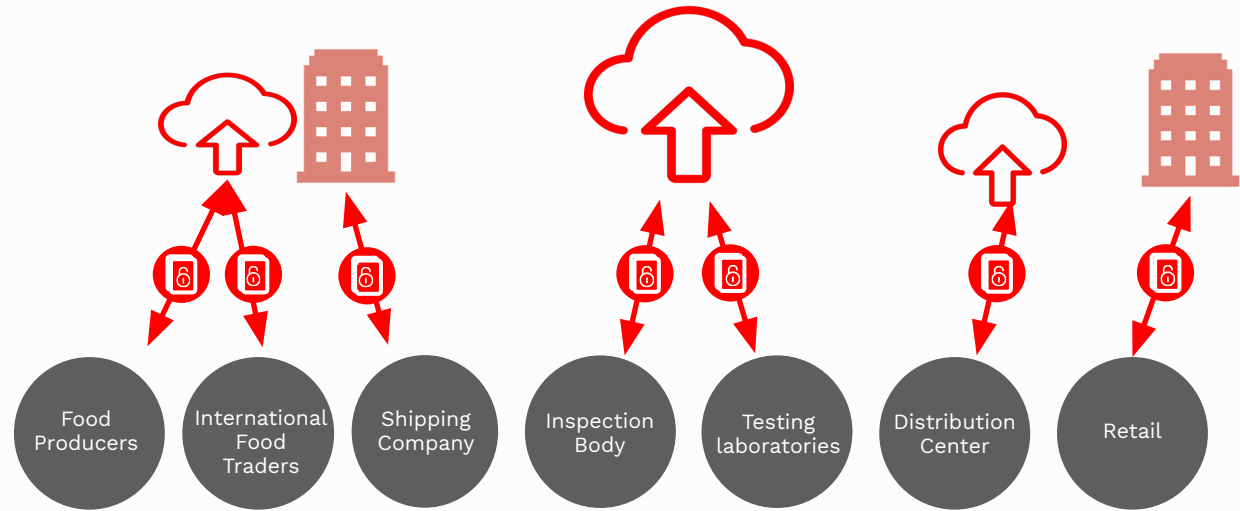 Food
Producers
International
Food
Traders
Shipping
Company
Inspection
Body
Testing
laboratories
Distribution
Center
Retail